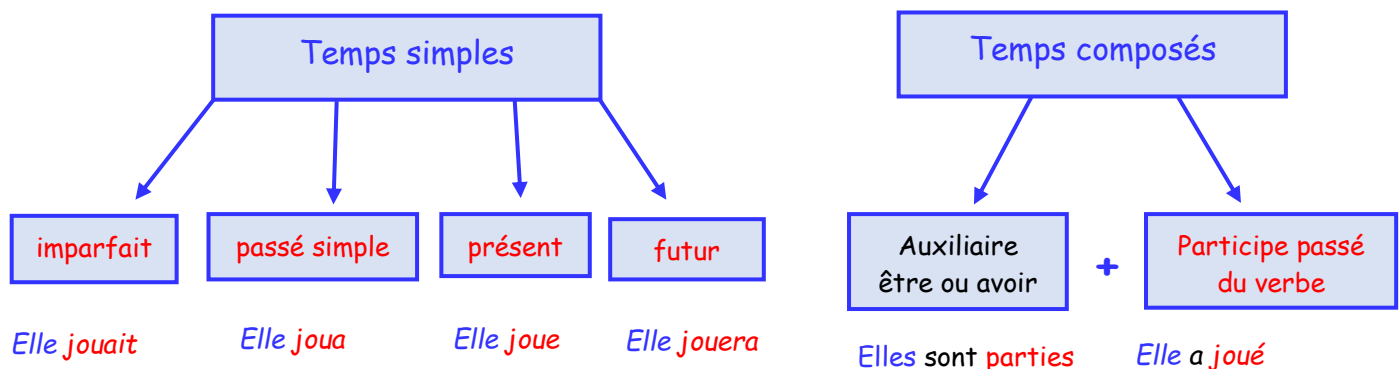 Temps simples
imparfait
passé simple
présent
futur
Elle jouait
Elle joua
Elle joue
Elle jouera
Temps composés
Auxiliaire
être ou avoir
+
Participe passé
du verbe
Elles sont parties
Elle a joué